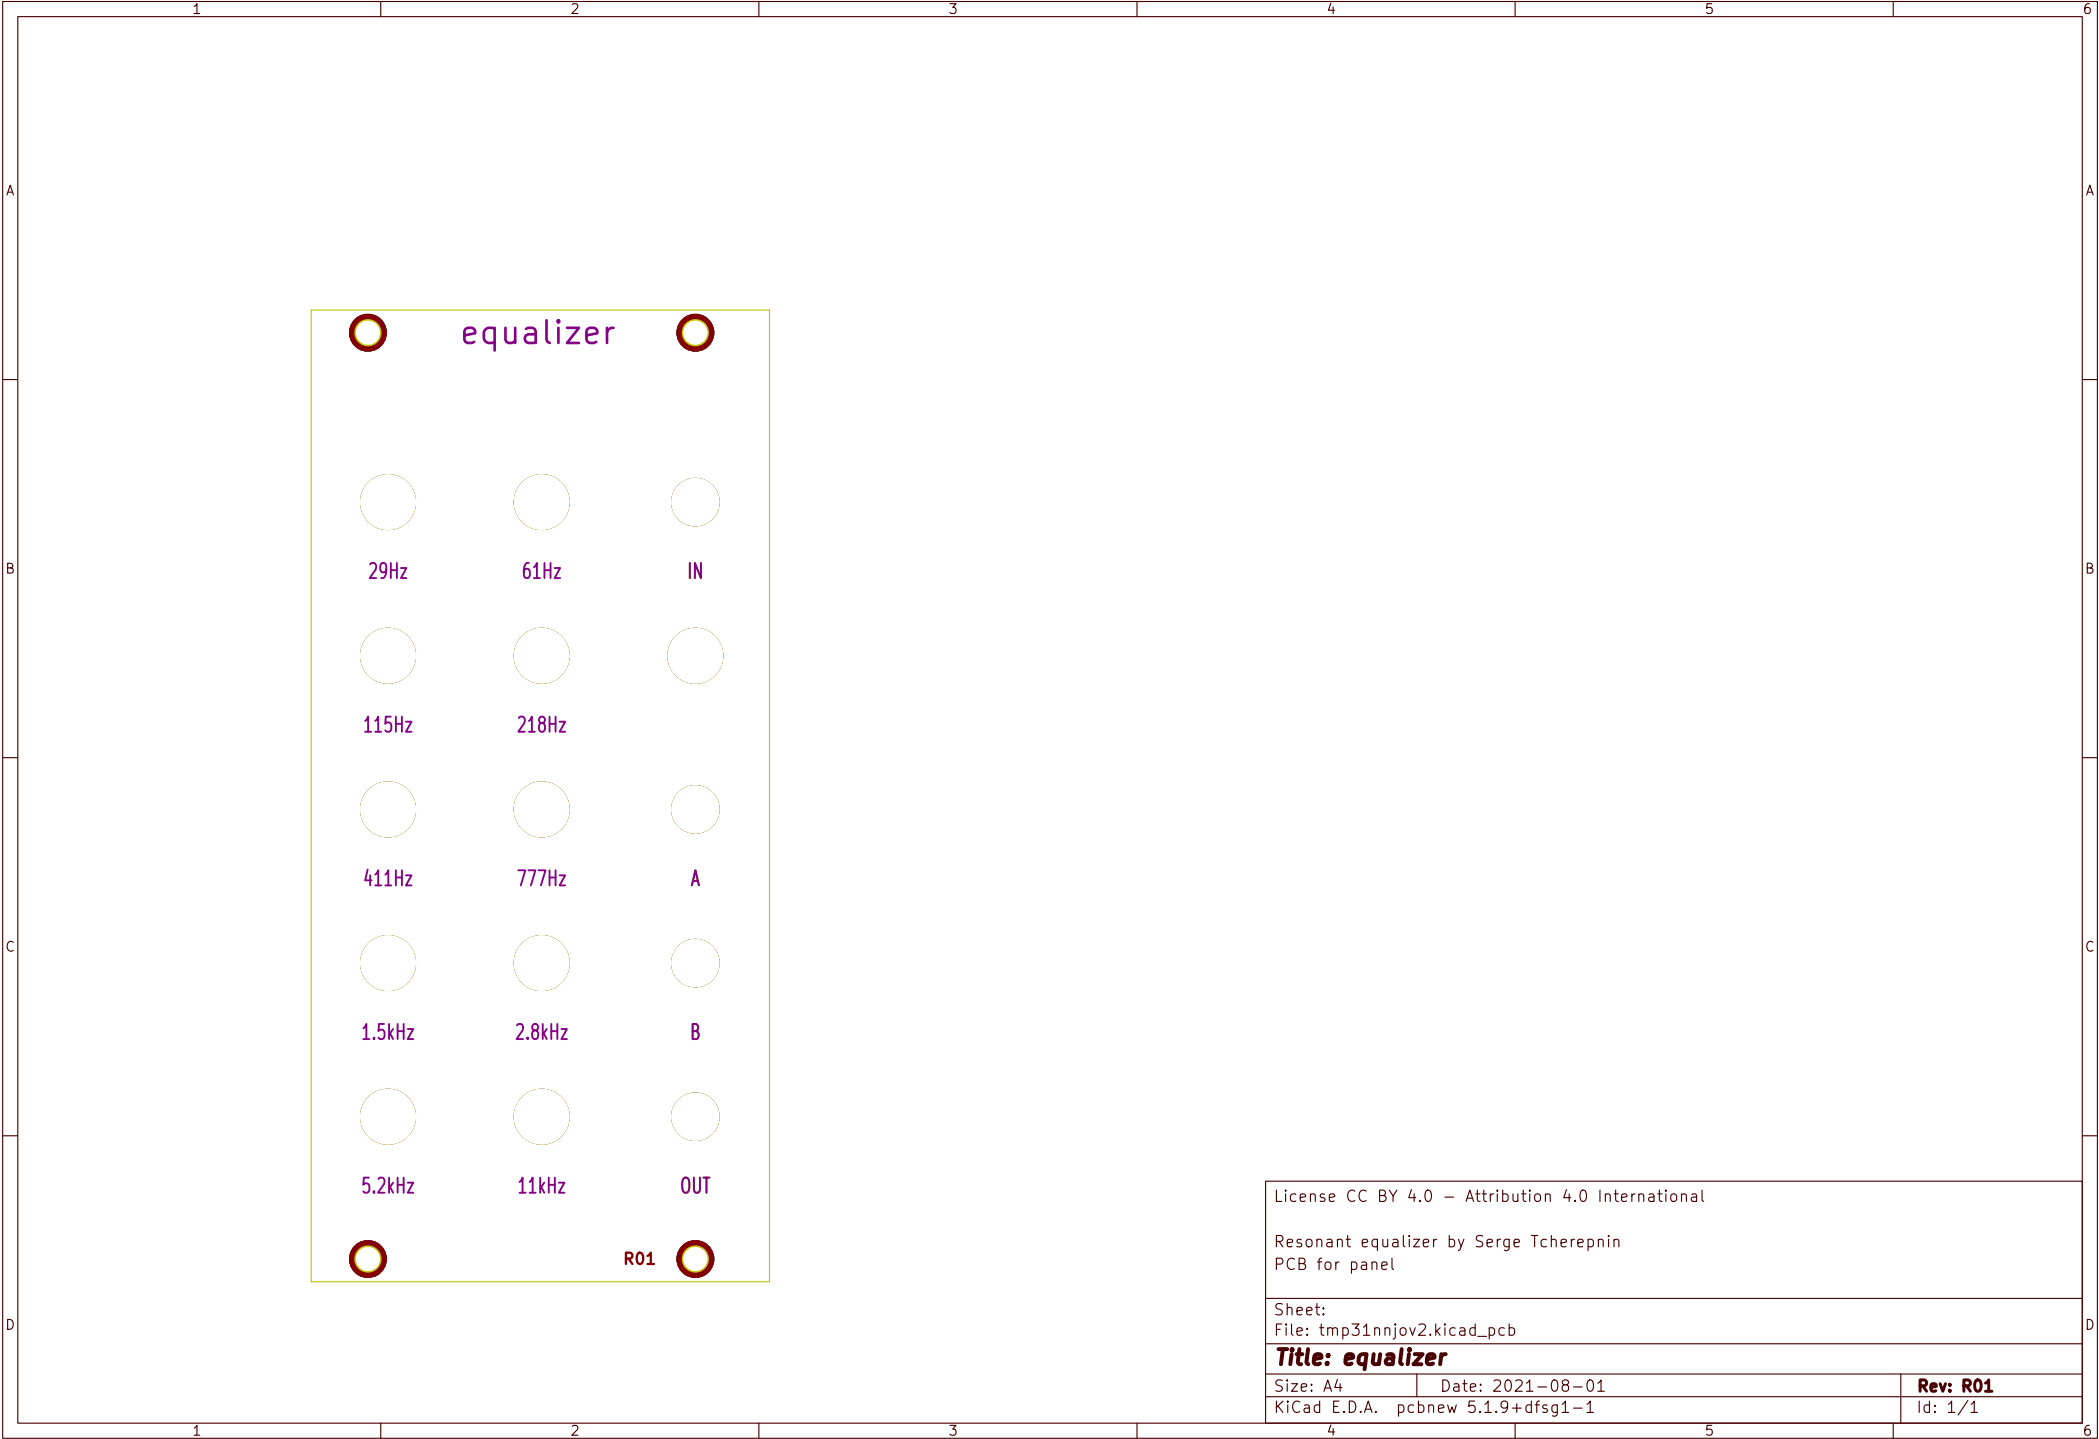 1 2 3 4 5 6
A A
equalizer
B B
29Hz 61Hz IN
115Hz 218Hz
411Hz 777Hz A
C C
1.5kHz 2.8kHz B
5.2kHz 11kHz OUT
R01
License CC BY 4.0 - Attribution 4.0 International
Resonant equalizer by Serge Tcherepnin
PCB for panel
Sheet:
File: tmp31nnjov2.kicad_pcb
D D
Title: equalizer
Size: A4 Date: 2021-08-01 Rev: R01
KiCad E.D.A. pcbnew 5.1.9+dfsg1-1 Id: 1/1
1 2 3 4 5 6